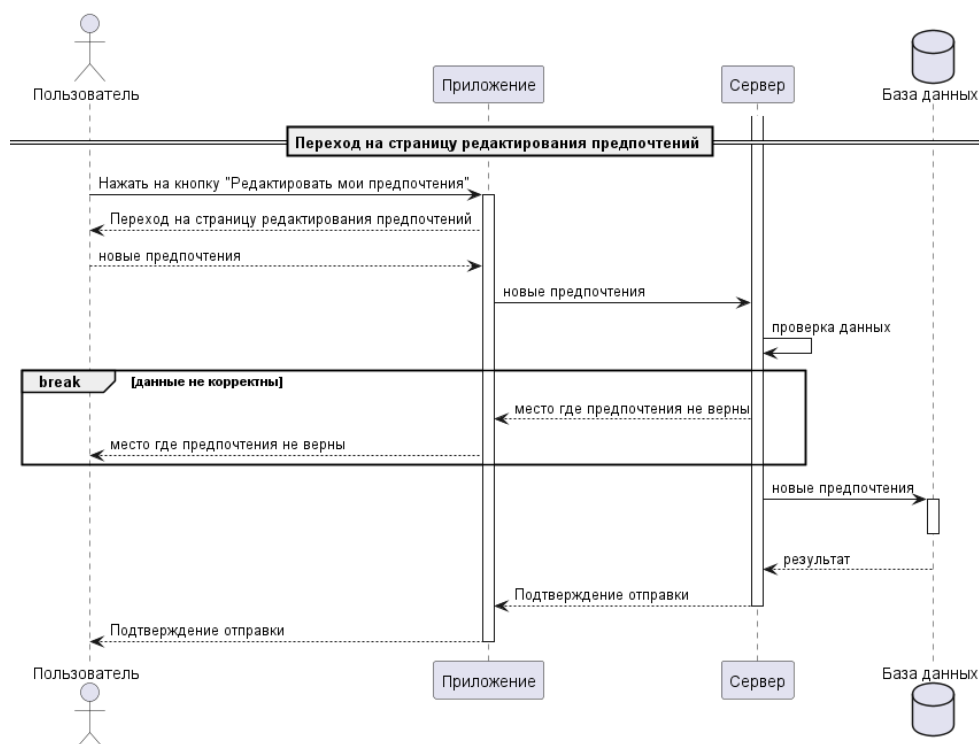 Пользователь
Приложение
Сервер
База данных
Переход на страницу редактирования предпочтений
Нажать на кнопку "Редактировать мои предпочтения"
Переход на страницу редактирования предпочтений
новые предпочтения
новые предпочтения
проверка данных
break
[данные не корректны]
место где предпочтения не верны
место где предпочтения не верны
новые предпочтения
результат
Подтверждение отправки
Подтверждение отправки
Пользователь
Приложение
Сервер
База данных